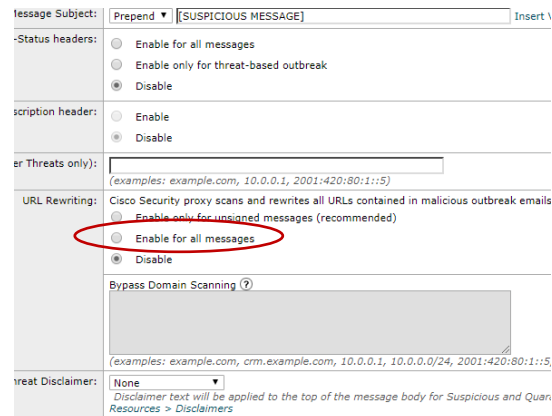 Message Subject: Prepend [SUSPICIOUS MESSAGE] Insert
-Status headers: Enable for all messages
Enable only for threat-based outbreak
Disable
scription header: Enable
Disable
er Threats only):
(examples: example.com, 10.0.0.1, 2001:420:80:1::5)
URL Rewriting: Cisco Security proxy scans and rewrites all URLs contained in malicious outbreak emails
Enable only for unsigned messages (recommended)
Enable for all messages
Disable
Bypass Domain Scanning ?
(examples: example.com, crm.example.com, 10.0.0.1, 10.0.0.0/24, 2001:420:80:1::5)
hreat Disclaimer: None
Disclaimer text will be applied to the top of the message body for Suspicious and Quar
Resources > Disclaimers